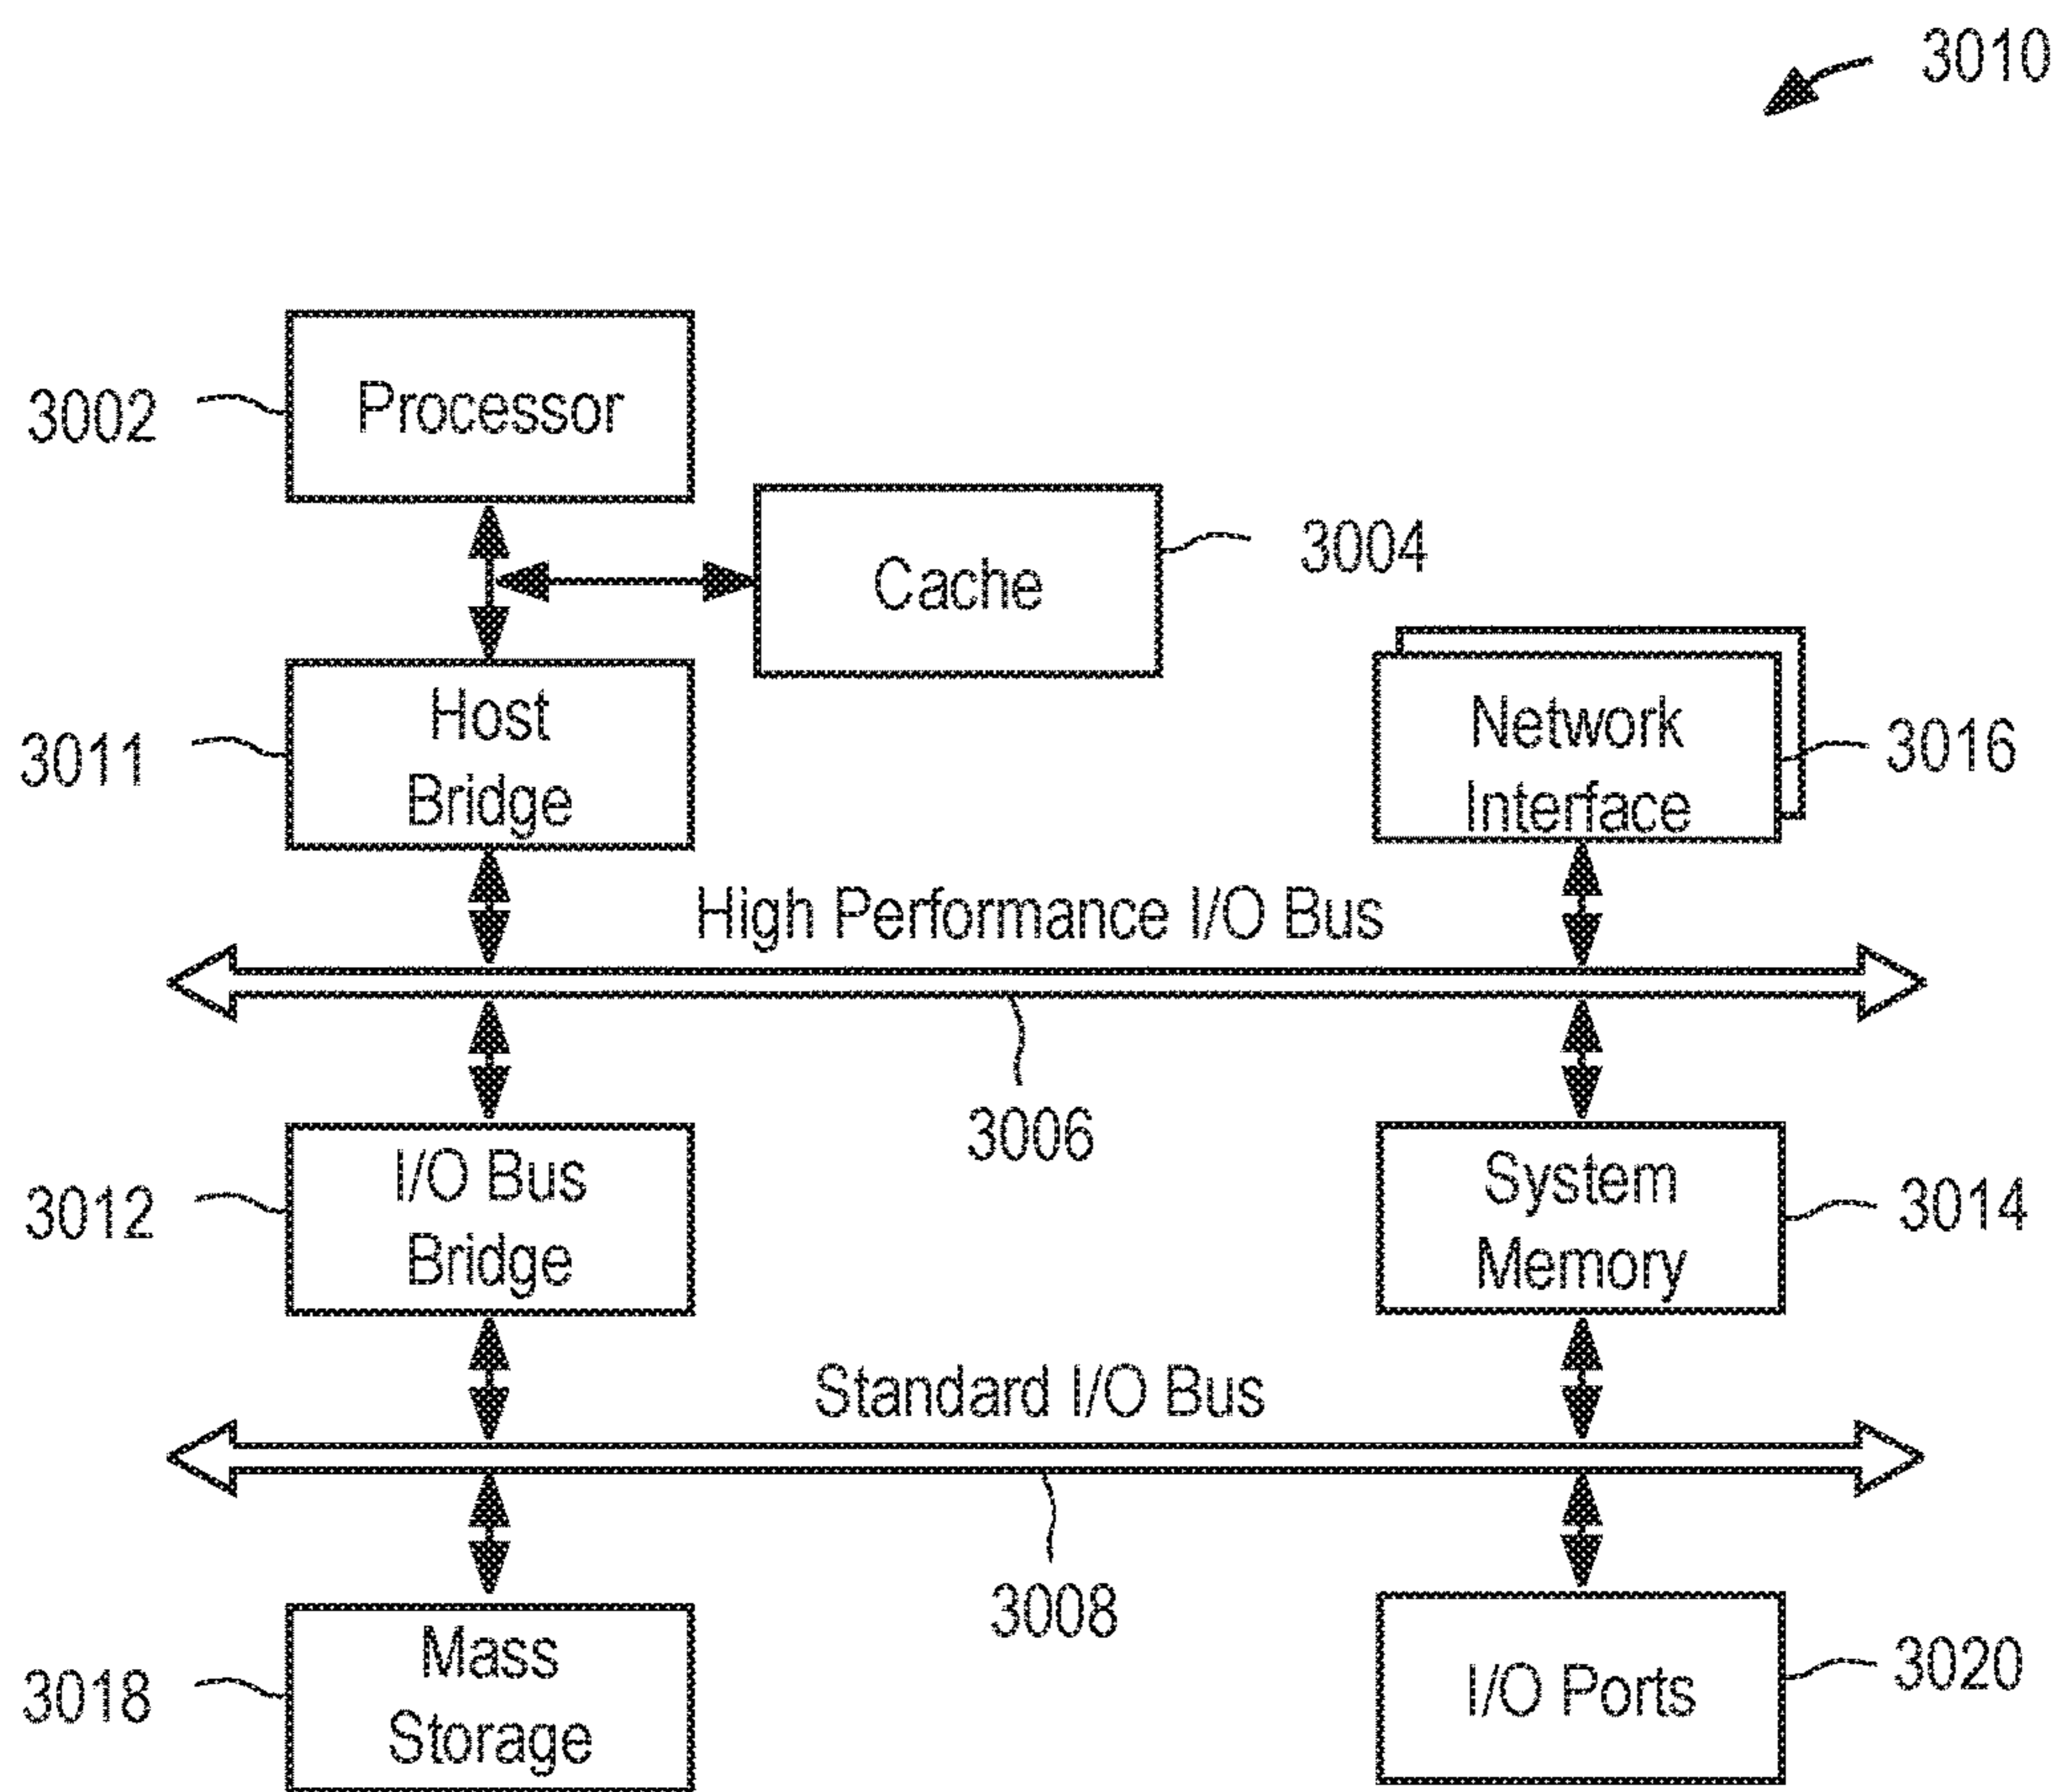 3010
3002
Processor
Cache
3004
3011
Host
Bridge
Network
Interface
3016
High Performance I/O Bus
3006
3012
I/O Bus
Bridge
System
Memory
3014
Standard I/O Bus
3008
3018
Mass
Storage
I/O Ports
3020